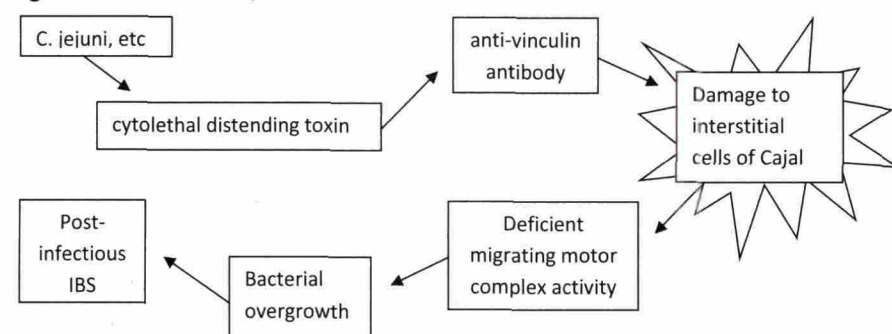 C. jejuni, etc
cytolethal distending toxin
anti-vinculin
antibody
Damage to
interstitial
cells of Cajal
Deficient
migrating motor
complex activity
Bacterial
overgrowth
Post-
infectious
IBS